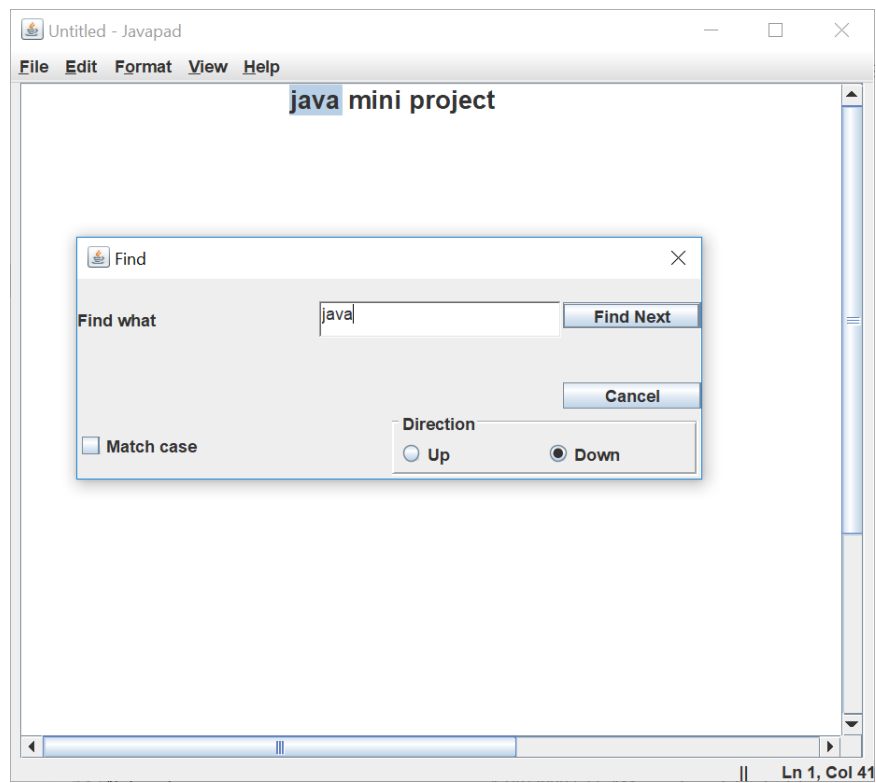 Untitled - Javapad
File Edit Format View Help
java mini project
Find
Find what java Find Next
Cancel
Direction
Match case Up Down
|| Ln 1, Col 41